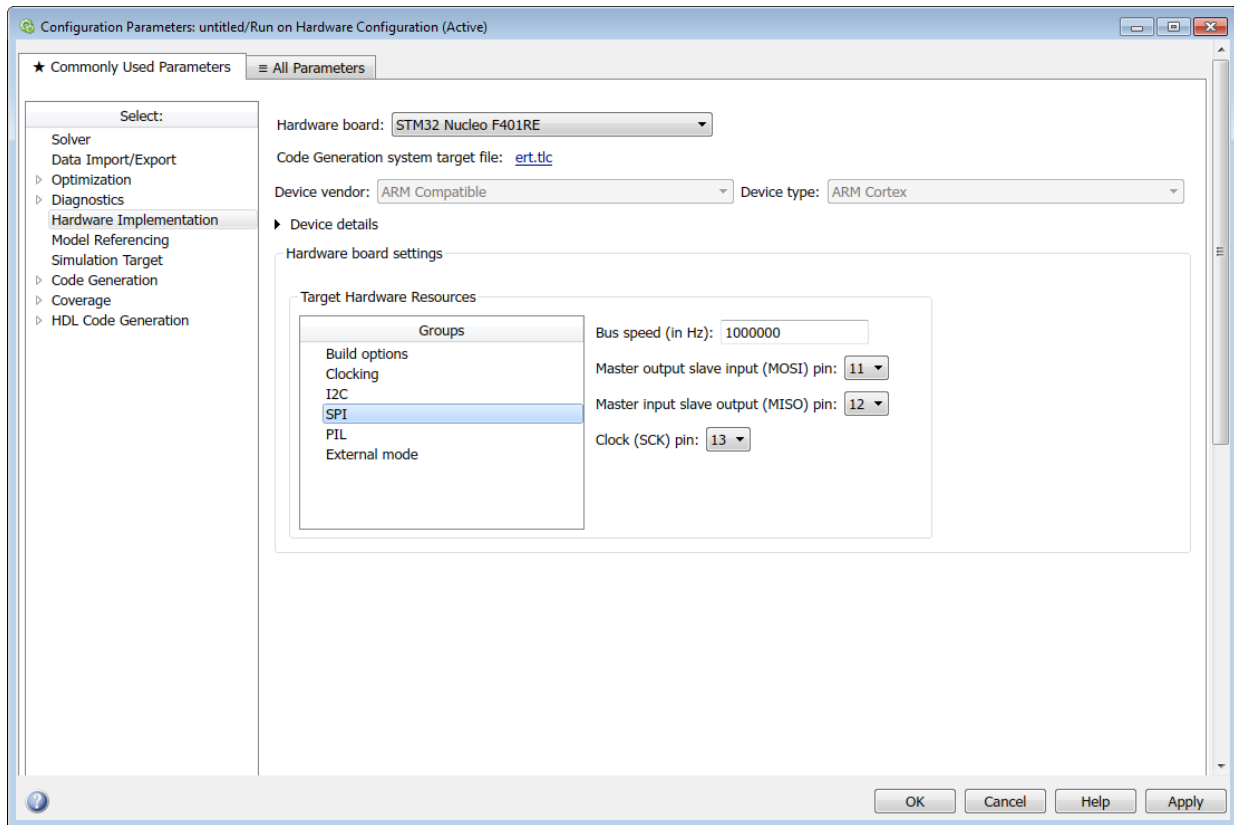 Configuration Parameters: untitled/Run on Hardware Configuration (Active)
★ Commonly Used Parameters
≡ All Parameters
Select:
Solver
Data Import/Export
Optimization
Diagnostics
Hardware Implementation
Model Referencing
Simulation Target
Code Generation
Coverage
HDL Code Generation
Hardware board: STM32 Nucleo F401RE
Code Generation system target file: ert.tlc
Device vendor: ARM Compatible Device type: ARM Cortex
Device details
Hardware board settings
Target Hardware Resources
Groups
Build options
Clocking
I2C
SPI
PIL
External mode
Bus speed (in Hz): 1000000
Master output slave input (MOSI) pin: 11
Master input slave output (MISO) pin: 12
Clock (SCK) pin: 13
OK Cancel Help Apply